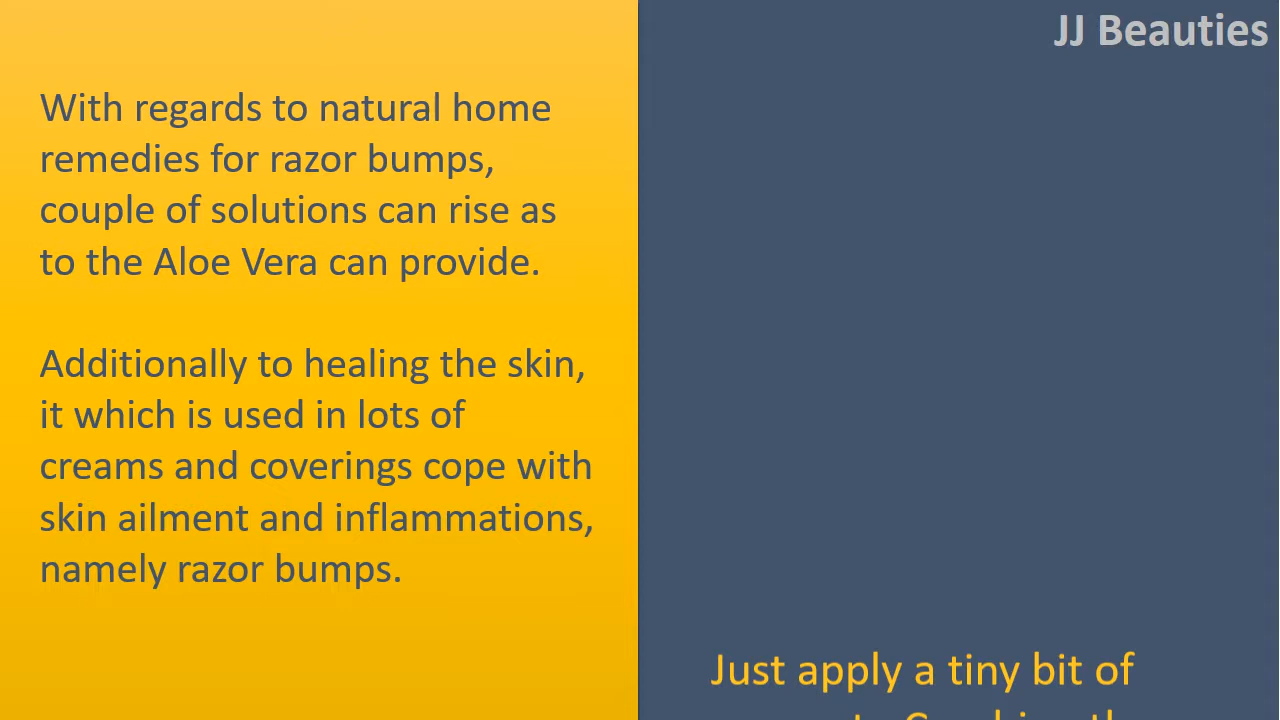 JJ Beauties
With regards to natural home
remedies for razor bumps,
couple of solutions can rise as
to the Aloe Vera can provide.
Additionally to healing the skin,
it which is used in lots of
creams and coverings cope with
skin ailment and inflammations,
namely razor bumps.
Just apply a tiny bit of